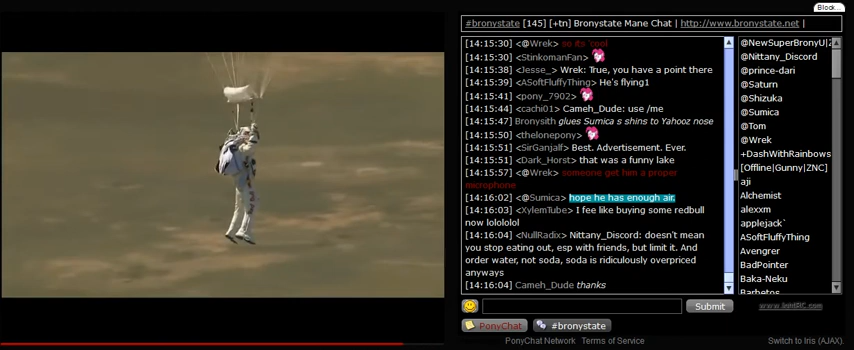 Block...
#bronystate [145] [+tn] Bronystate Mane Chat | http://www.bronystate.net |
[14:15:30] <@Wrek> so its 'cool'
[14:15:30] <StinkomanFan>
[14:15:38] <Jesse_> Wrek: True, you have a point there
[14:15:39] <ASoftFluffyThing> He's flying1
[14:15:41] <pony_7902>
[14:15:44] <cachi01> Cameh_Dude: use /me
[14:15:47] Bronysith glues Sumica s shins to Yahooz nose
[14:15:50] <thelonepony>
[14:15:51] <SirGanjalf> Best. Advertisement. Ever.
[14:15:51] <Dark_Horst> that was a funny lake
[14:15:57] <@Wrek> someone get him a proper
microphone
[14:16:02] <@Sumica> hope he has enough air.
[14:16:03] <XylemTube> I fee like buying some redbull
now lolololol
[14:16:04] <NullRadix> Nittany_Discord: doesn't mean
you stop eating out, esp with friends, but limit it. And
order water, not soda, soda is ridiculously overpriced
anyways
[14:16:04] Cameh_Dude thanks
@NewSuperBronyU|
@Nittany_Discord
@prince-dari
@Saturn
@Shizuka
@Sumica
@Tom
@Wrek
+DashWithRainbows
[Offline|Gunny|ZNC]
aji
Alchemist
alexxm
applejack`
ASoftFluffyThing
Avengrer
BadPointer
Baka-Neku
Barbetos
Submit
PonyChat
#bronystate
PonyChat Network Terms of Service
Switch to Iris (AJAX).